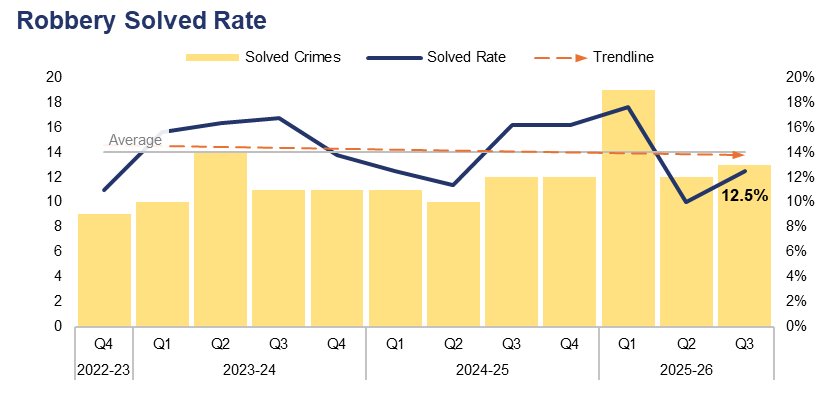 Robbery Solved Rate
Solved Crimes Solved Rate Trendline
20 20%
18 18%
16 16%
Average
14 14%
12 12%
12.5%
10 10%
8 8%
6 6%
4 4%
2 2%
0 0%
Q4 Q1 Q2 Q3 Q4 Q1 Q2 Q3 Q4 Q1 Q2 Q3
2022-23 2023-24 2024-25 2025-26